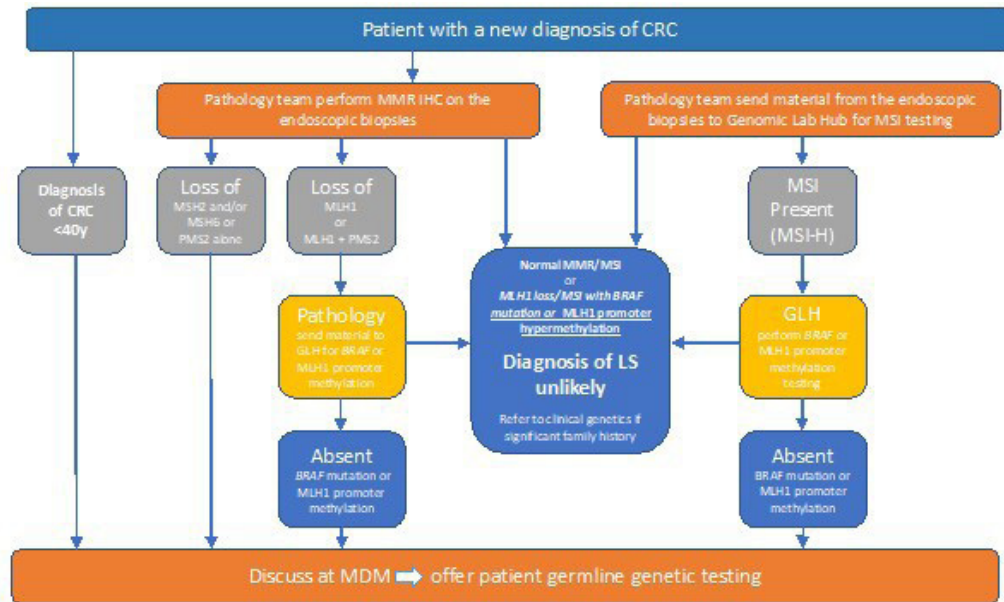 Patient with a new diagnosis of CRC
Pathology team perform MMR IHC on the
endoscopic biopsies
Pathology team send material from the endoscopic
biopsies to Genomic Lab Hub for MSI testing
Diagnosis
of CRC
<40y
Loss of
MSH2 and/or
MSH6 or
PMS2 alone
Loss of
MLH1
or
MLH1 + PMS2
MSI
Present
(MSI-H)
Normal MMR/MSI
or
MLH1 loss/MSI with BRAF
mutation or MLH1 promoter
hypermethylation
Diagnosis of LS
unlikely
Refer to clinical genetics if
significant family history
Pathology
send material to
GLH for BRAF or
MLH1 promoter
methylation
GLH
perform BRAF or
MLH1 promoter
methylation
testing
Absent
BRAF mutation or
MLH1 promoter
methylation
Absent
BRAF mutation or
MLH1 promoter
methylation
Discuss at MDM ⇨ offer patient germline genetic testing